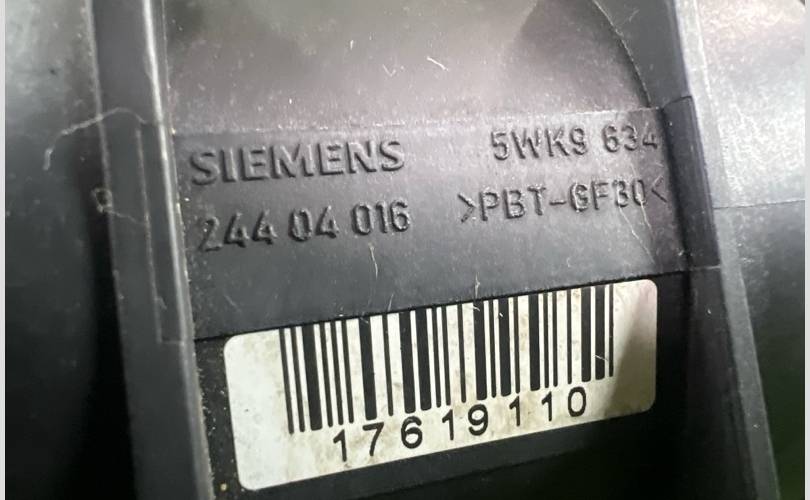 SIEMENS 5WK9 634
244 04 016 >PBT-GF30<
17619110